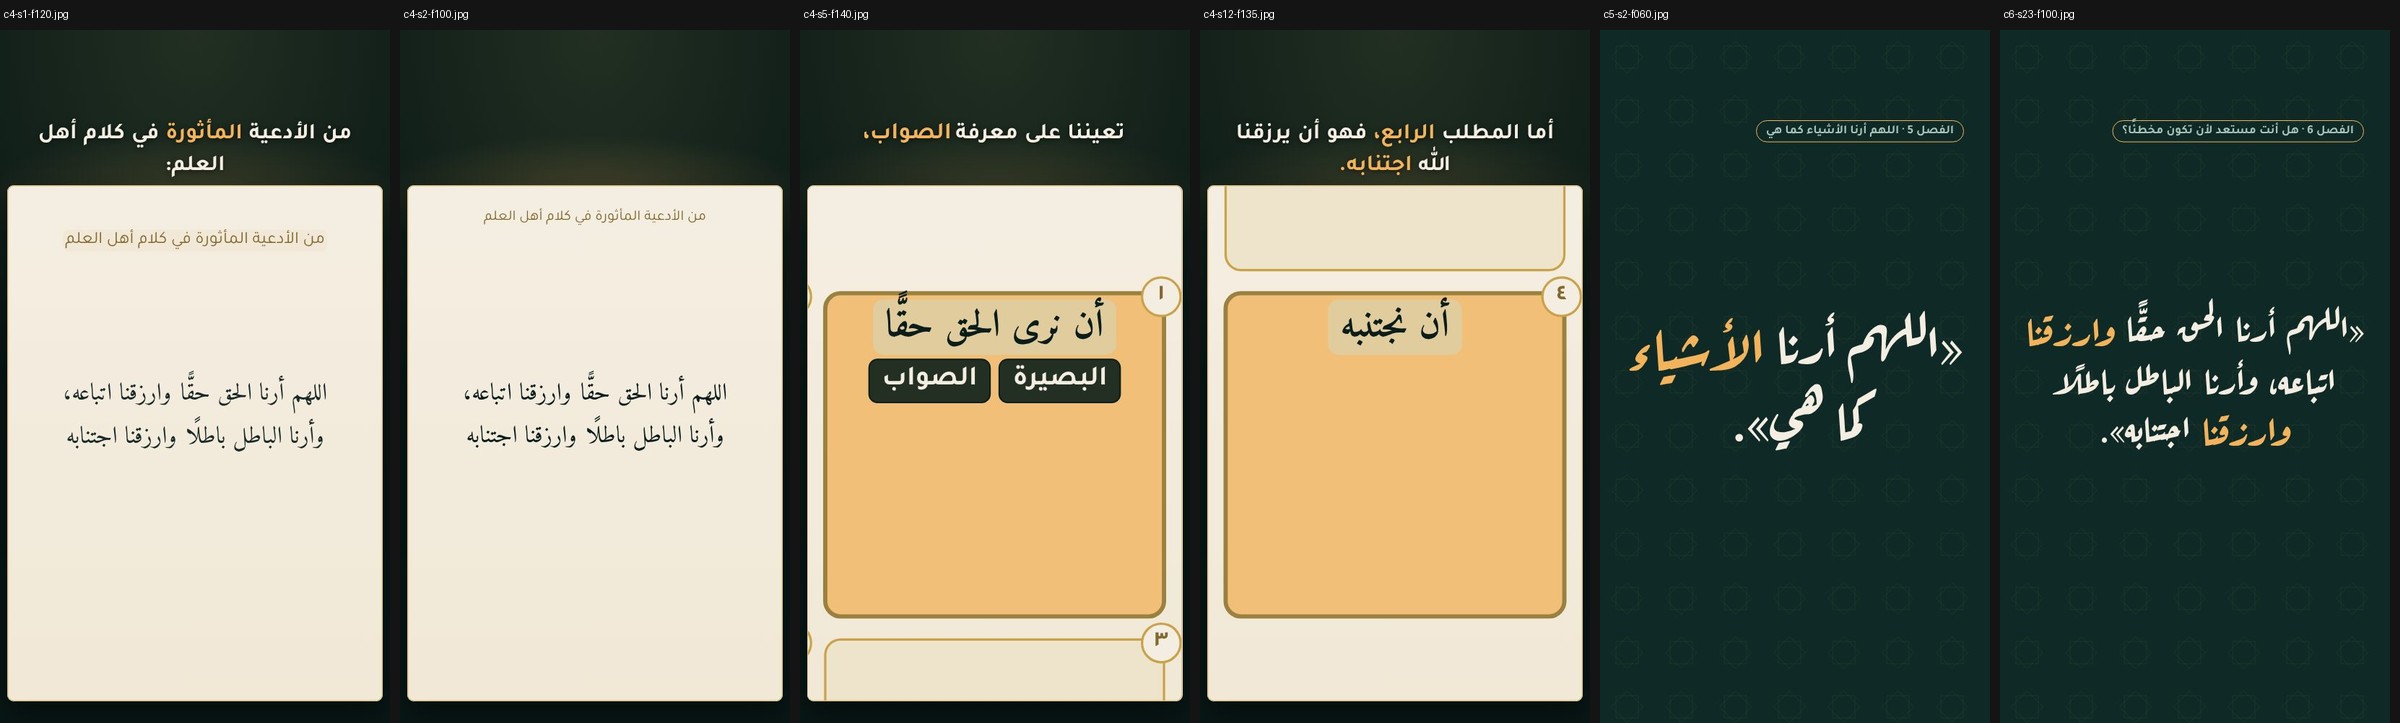 c4-s1-f120.jpg
من الأدعية المأثورة في كلام أهل
العلم:
من الأدعية المأثورة في كلام أهل العلم
اللهم أرنا الحق حقًّا وارزقنا اتباعه،
وأرنا الباطل باطلًا وارزقنا اجتنابه
c4-s2-f100.jpg
من الأدعية المأثورة في كلام أهل العلم
اللهم أرنا الحق حقًّا وارزقنا اتباعه،
وأرنا الباطل باطلًا وارزقنا اجتنابه
c4-s5-f140.jpg
تعيننا على معرفة الصواب،
١
أن نرى الحق حقًّا
البصيرة الصواب
٣
c4-s12-f135.jpg
أما المطلب الرابع، فهو أن يرزقنا
الله اجتنابه.
٤
أن نجتنبه
c5-s2-f060.jpg
الفصل 5 · اللهم أرنا الأشياء كما هي
«اللهم أرنا الأشياء
كما هي».
c6-s23-f100.jpg
الفصل 6 · هل أنت مستعد لأن تكون مخطئًا؟
«اللهم أرنا الحق حقًّا وارزقنا
اتباعه، وأرنا الباطل باطلًا
وارزقنا اجتنابه».